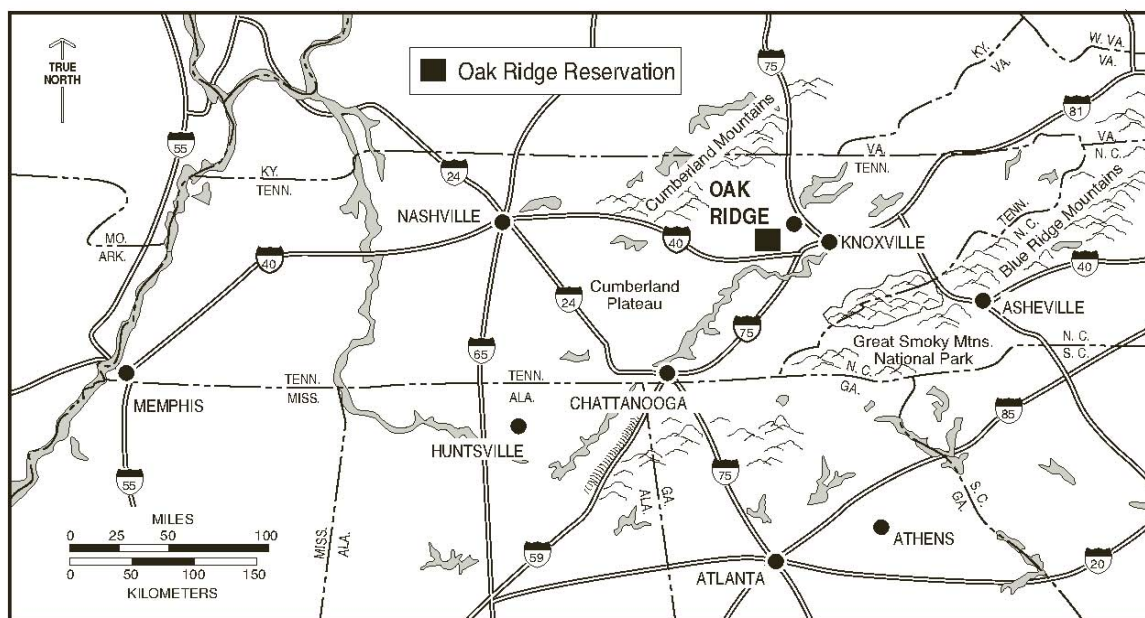 TRUE
NORTH
Oak Ridge Reservation
75
KY.
VA.
W. VA.
VA.
81
55
Cumberland Mountains
VA.
TENN.
VA.
N. C.
KY.
TENN.
24
OAK
RIDGE
NASHVILLE
KNOXVILLE
TENN.
N. C.
Blue Ridge Mountains
MO.
ARK.
40
40
40
Cumberland
Plateau
24
ASHEVILLE
75
65
Great Smoky Mtns.
National Park
N. C.
S. C.
MEMPHIS
TENN.
MISS.
TENN.
ALA.
N. C.
GA.
CHATTANOOGA
85
HUNTSVILLE
55
75
GA.
ALA.
S. C.
GA.
MILES
0 25 50 100
0 50 100 150
KILOMETERS
MISS.
ALA.
59
ATHENS
ATLANTA
20